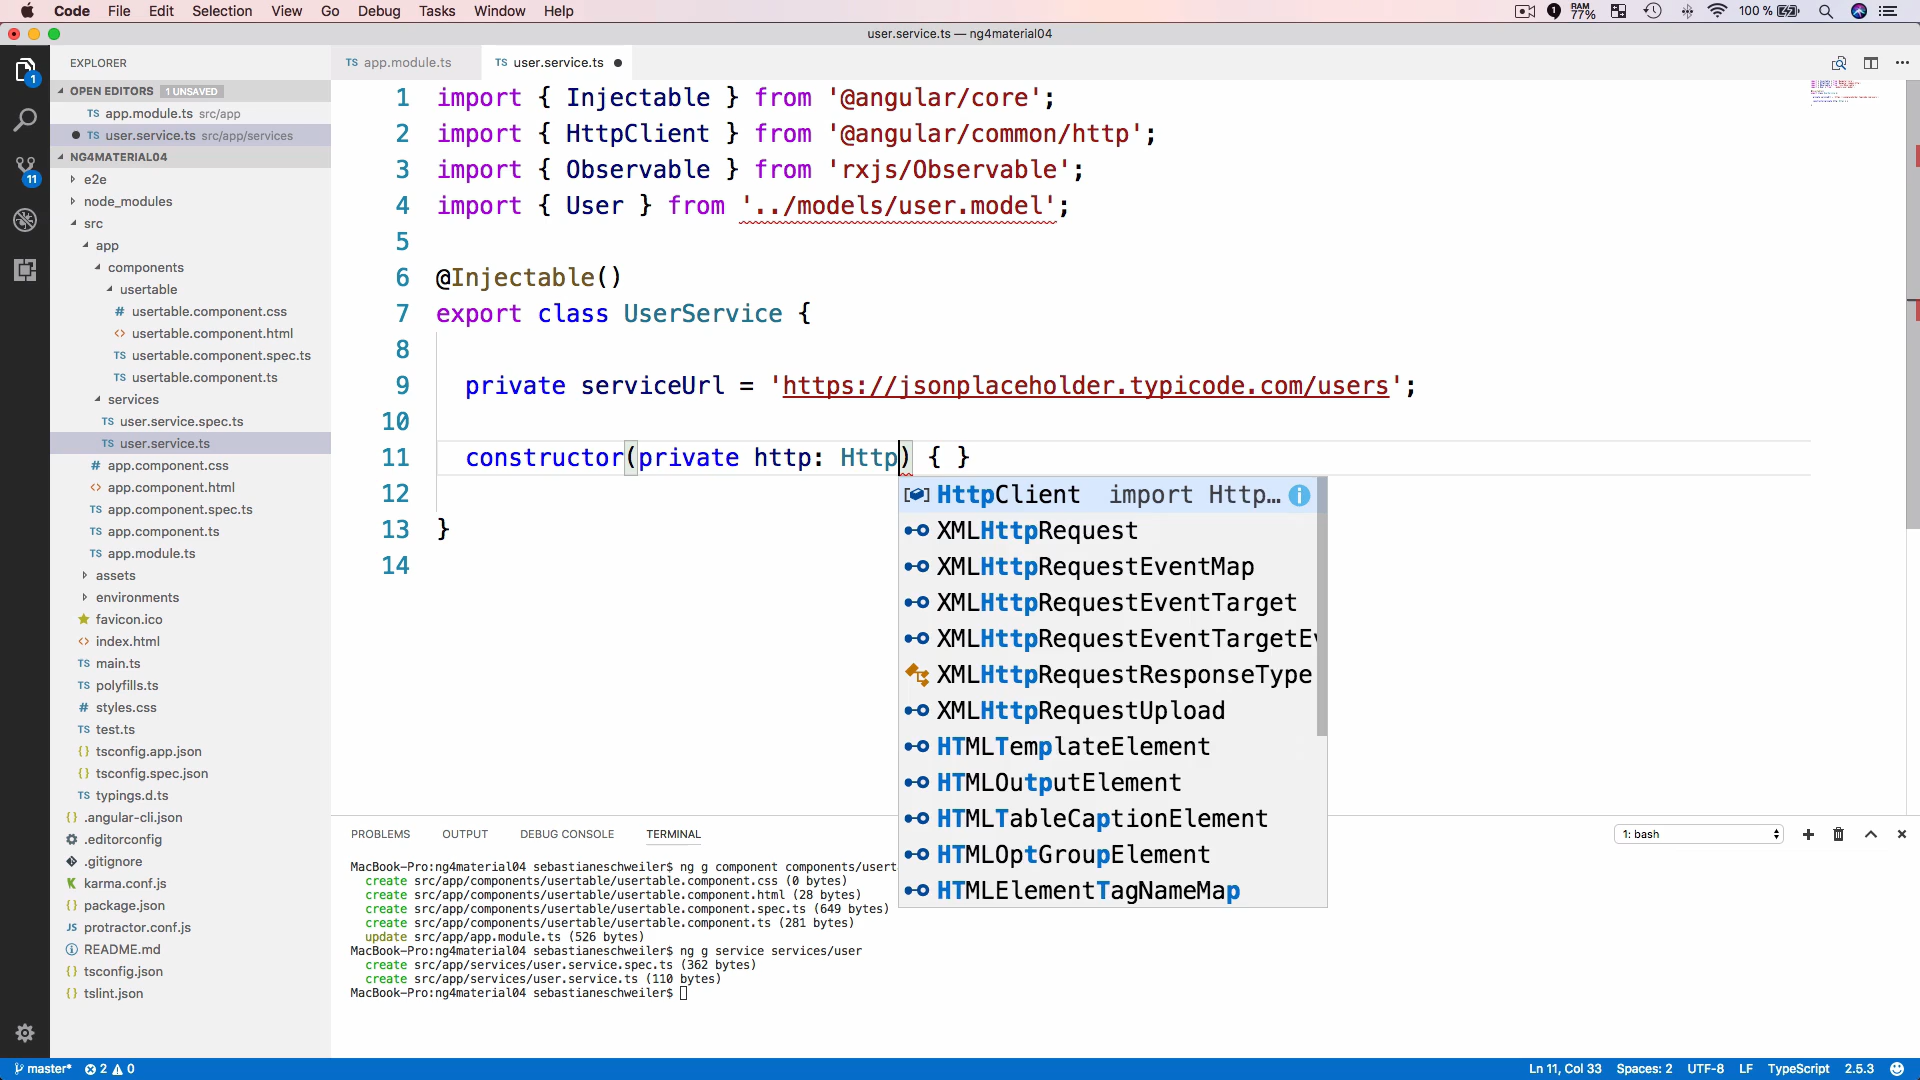 Code File Edit Selection View Go Debug Tasks Window Help
1 RAM 77% 100 %
user.service.ts — ng4material04
EXPLORER
OPEN EDITORS 1 UNSAVED
TS app.module.ts src/app
TS user.service.ts src/app/services
NG4MATERIAL04
e2e
node_modules
src
app
components
usertable
# usertable.component.css
<> usertable.component.html
TS usertable.component.spec.ts
TS usertable.component.ts
services
TS user.service.spec.ts
TS user.service.ts
# app.component.css
<> app.component.html
TS app.component.spec.ts
TS app.component.ts
TS app.module.ts
assets
environments
favicon.ico
<> index.html
TS main.ts
TS polyfills.ts
# styles.css
TS test.ts
{} tsconfig.app.json
{} tsconfig.spec.json
TS typings.d.ts
{} .angular-cli.json
.editorconfig
.gitignore
karma.conf.js
{} package.json
JS protractor.conf.js
README.md
{} tsconfig.json
{} tslint.json
1
11
TS app.module.ts TS user.service.ts
1 import { Injectable } from '@angular/core';
2 import { HttpClient } from '@angular/common/http';
3 import { Observable } from 'rxjs/Observable';
4 import { User } from '../models/user.model';
5
6 @Injectable()
7 export class UserService {
8
9 private serviceUrl = 'https://jsonplaceholder.typicode.com/users';
10
11 constructor(private http: Http) { }
12
13 }
14
HttpClient import Http...
XMLHttpRequest
XMLHttpRequestEventMap
XMLHttpRequestEventTarget
XMLHttpRequestEventTargetEv
XMLHttpRequestResponseType
XMLHttpRequestUpload
HTMLTemplateElement
HTMLOutputElement
HTMLTableCaptionElement
HTMLOptGroupElement
HTMLElementTagNameMap
PROBLEMS OUTPUT DEBUG CONSOLE TERMINAL
1: bash
MacBook-Pro:ng4material04 sebastianeschweiler$ ng g component components/usert
create src/app/components/usertable/usertable.component.css (0 bytes)
create src/app/components/usertable/usertable.component.html (28 bytes)
create src/app/components/usertable/usertable.component.spec.ts (649 bytes)
create src/app/components/usertable/usertable.component.ts (281 bytes)
update src/app/app.module.ts (526 bytes)
MacBook-Pro:ng4material04 sebastianeschweiler$ ng g service services/user
create src/app/services/user.service.spec.ts (362 bytes)
create src/app/services/user.service.ts (110 bytes)
MacBook-Pro:ng4material04 sebastianeschweiler$
master* 2 0
Ln 11, Col 33 Spaces: 2 UTF-8 LF TypeScript 2.5.3